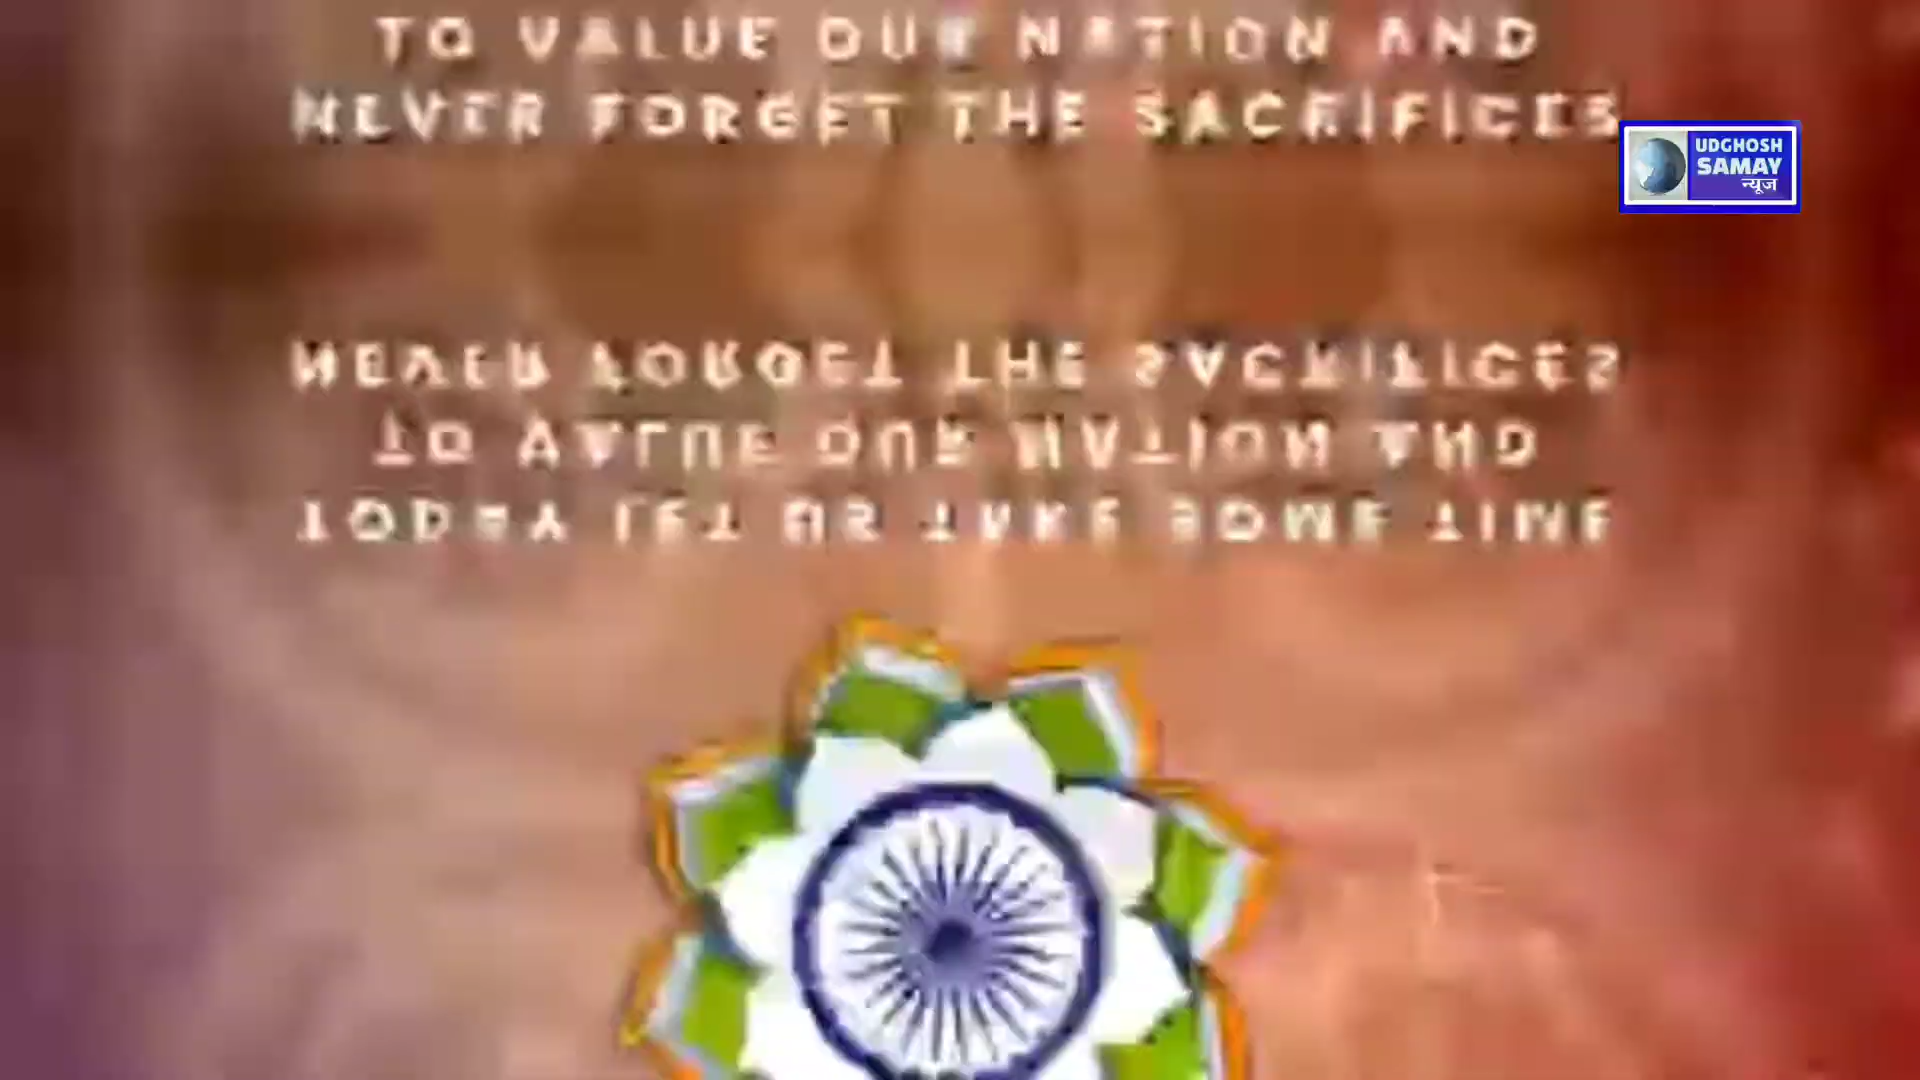 TO VALUE OUR NATION AND
NEVER FORGET THE SACRIFICES
UDGHOSH
SAMAY
न्यूज
NEVER FORGET THE SACRIFICES
TO VALUE OUR NATION AND
TODAY LET US TAKE SOME TIME